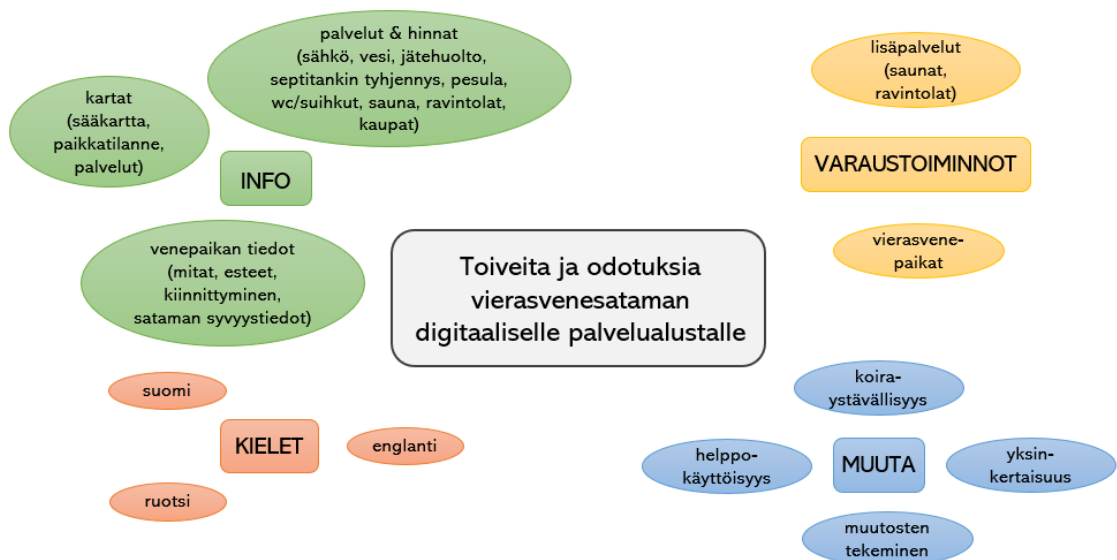 palvelut & hinnat
(sähkö, vesi, jätehuolto,
septitankin tyhjennys, pesula,
wc/suihkut, sauna, ravintolat,
kaupat)
kartat
(sääkartta,
paikkatilanne,
palvelut)
INFO
venepaikan tiedot
(mitat, esteet,
kiinnittyminen,
sataman syvyystiedot)
lisäpalvelut
(saunat,
ravintolat)
VARAUSTOIMINNOT
vierasvene-
paikat
Toiveita ja odotuksia
vierasvenesataman
digitaaliselle palvelualustalle
suomi
KIELET
englanti
ruotsi
koira-
ystävällisyys
helppo-
käyttöisyys
MUUTA
yksin-
kertaisuus
muutosten
tekeminen